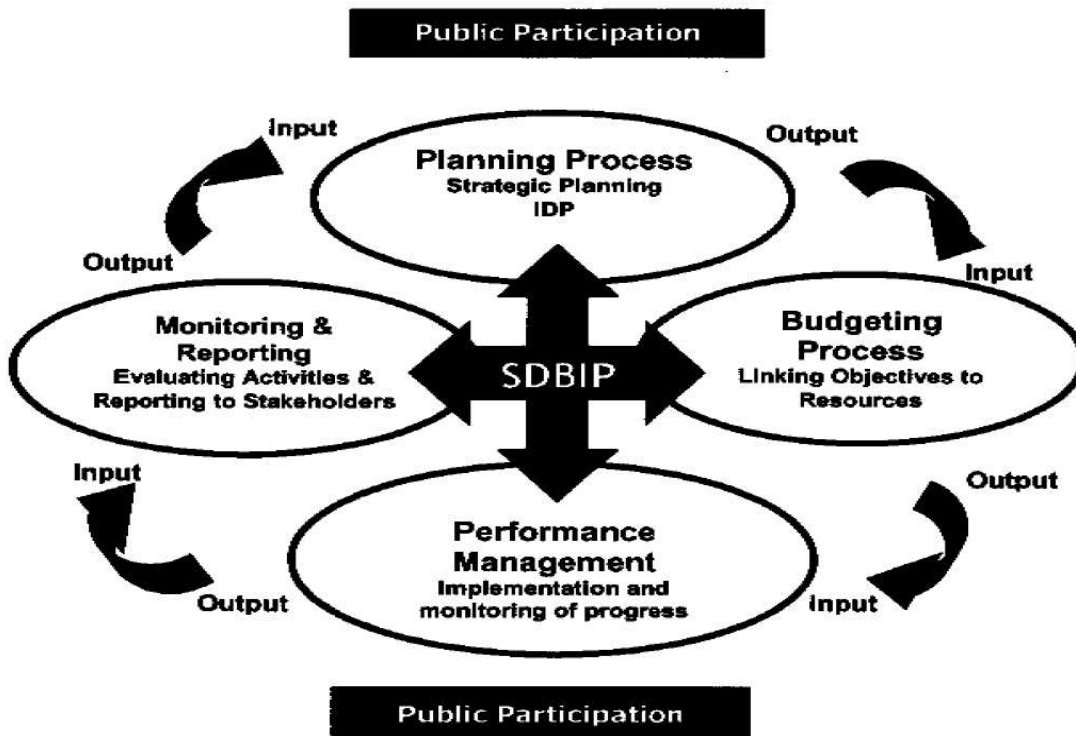 Public Participation
Input
Output
Planning Process
Strategic Planning
IDP
Output
Input
Monitoring &
Reporting
Evaluating Activities &
Reporting to Stakeholders
SDBIP
Budgeting
Process
Linking Objectives to
Resources
Input
Output
Performance
Management
Implementation and
monitoring of progress
Output
Input
Public Participation